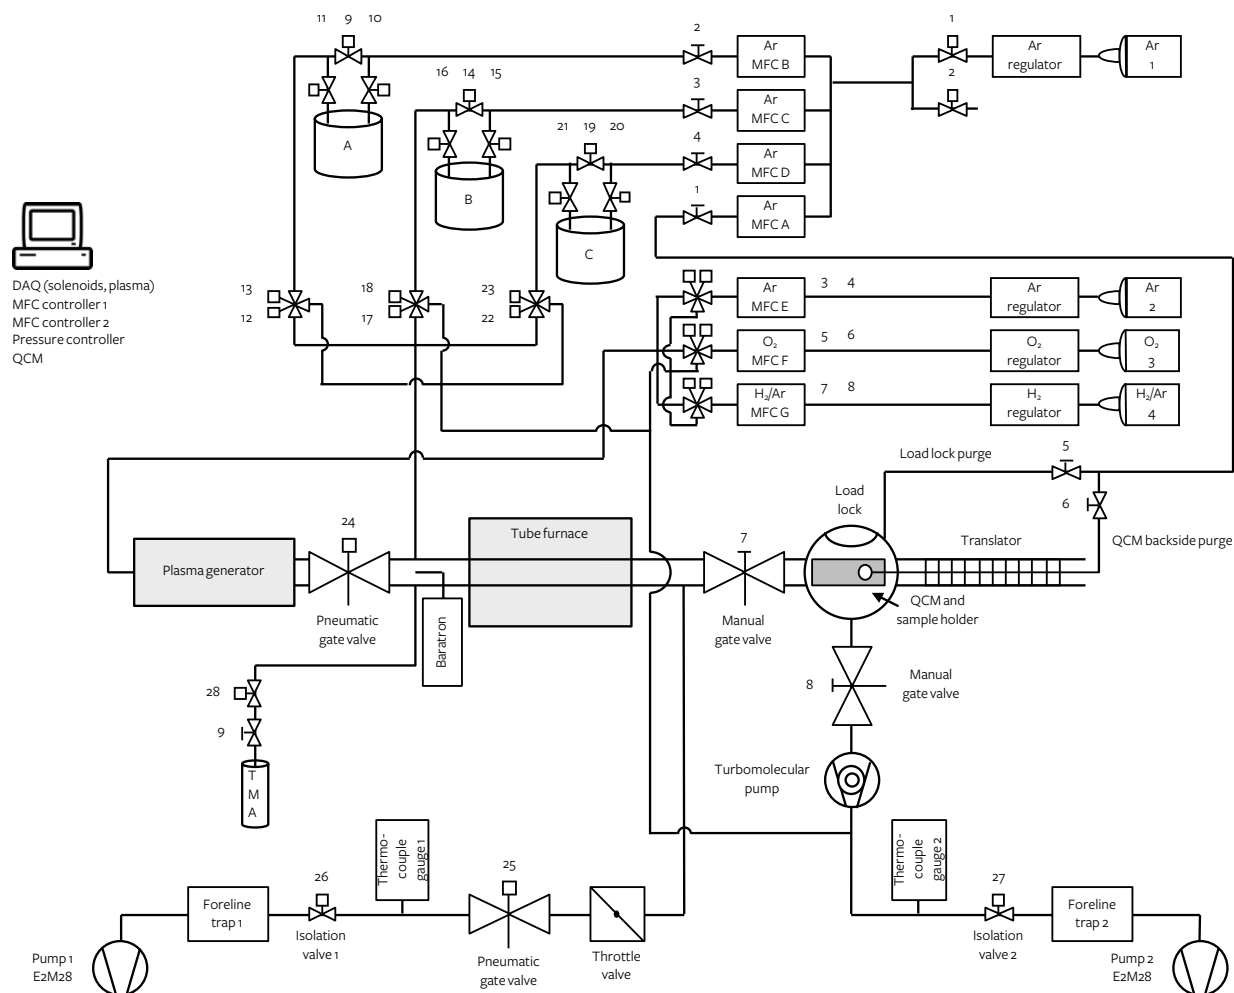 11 9 10
2
1
Ar
MFC B
Ar
regulator
Ar
1
16 14 15
3
2
Ar
MFC C
A
21 19 20
4
Ar
MFC D
B
1
Ar
MFC A
C
DAQ (solenoids, plasma)
MFC controller 1
MFC controller 2
Pressure controller
QCM
13
12
18
17
23
22
Ar
MFC E
3 4
Ar
regulator
Ar
2
O₂
MFC F
5 6
O₂
regulator
O₂
3
H₂/Ar
MFC G
7 8
H₂
regulator
H₂/Ar
4
Load lock purge
5
6
QCM backside purge
Load
lock
24
Tube furnace
7
Translator
Plasma generator
Pneumatic
gate valve
Baratron
Manual
gate valve
QCM and
sample holder
28
9
T
M
A
8
Manual
gate valve
Turbomolecular
pump
Thermo-
couple
gauge 1
Thermo-
couple
gauge 2
Foreline
trap 1
26
Isolation
valve 1
25
Pneumatic
gate valve
Throttle
valve
27
Isolation
valve 2
Foreline
trap 2
Pump 1
E2M28
Pump 2
E2M28